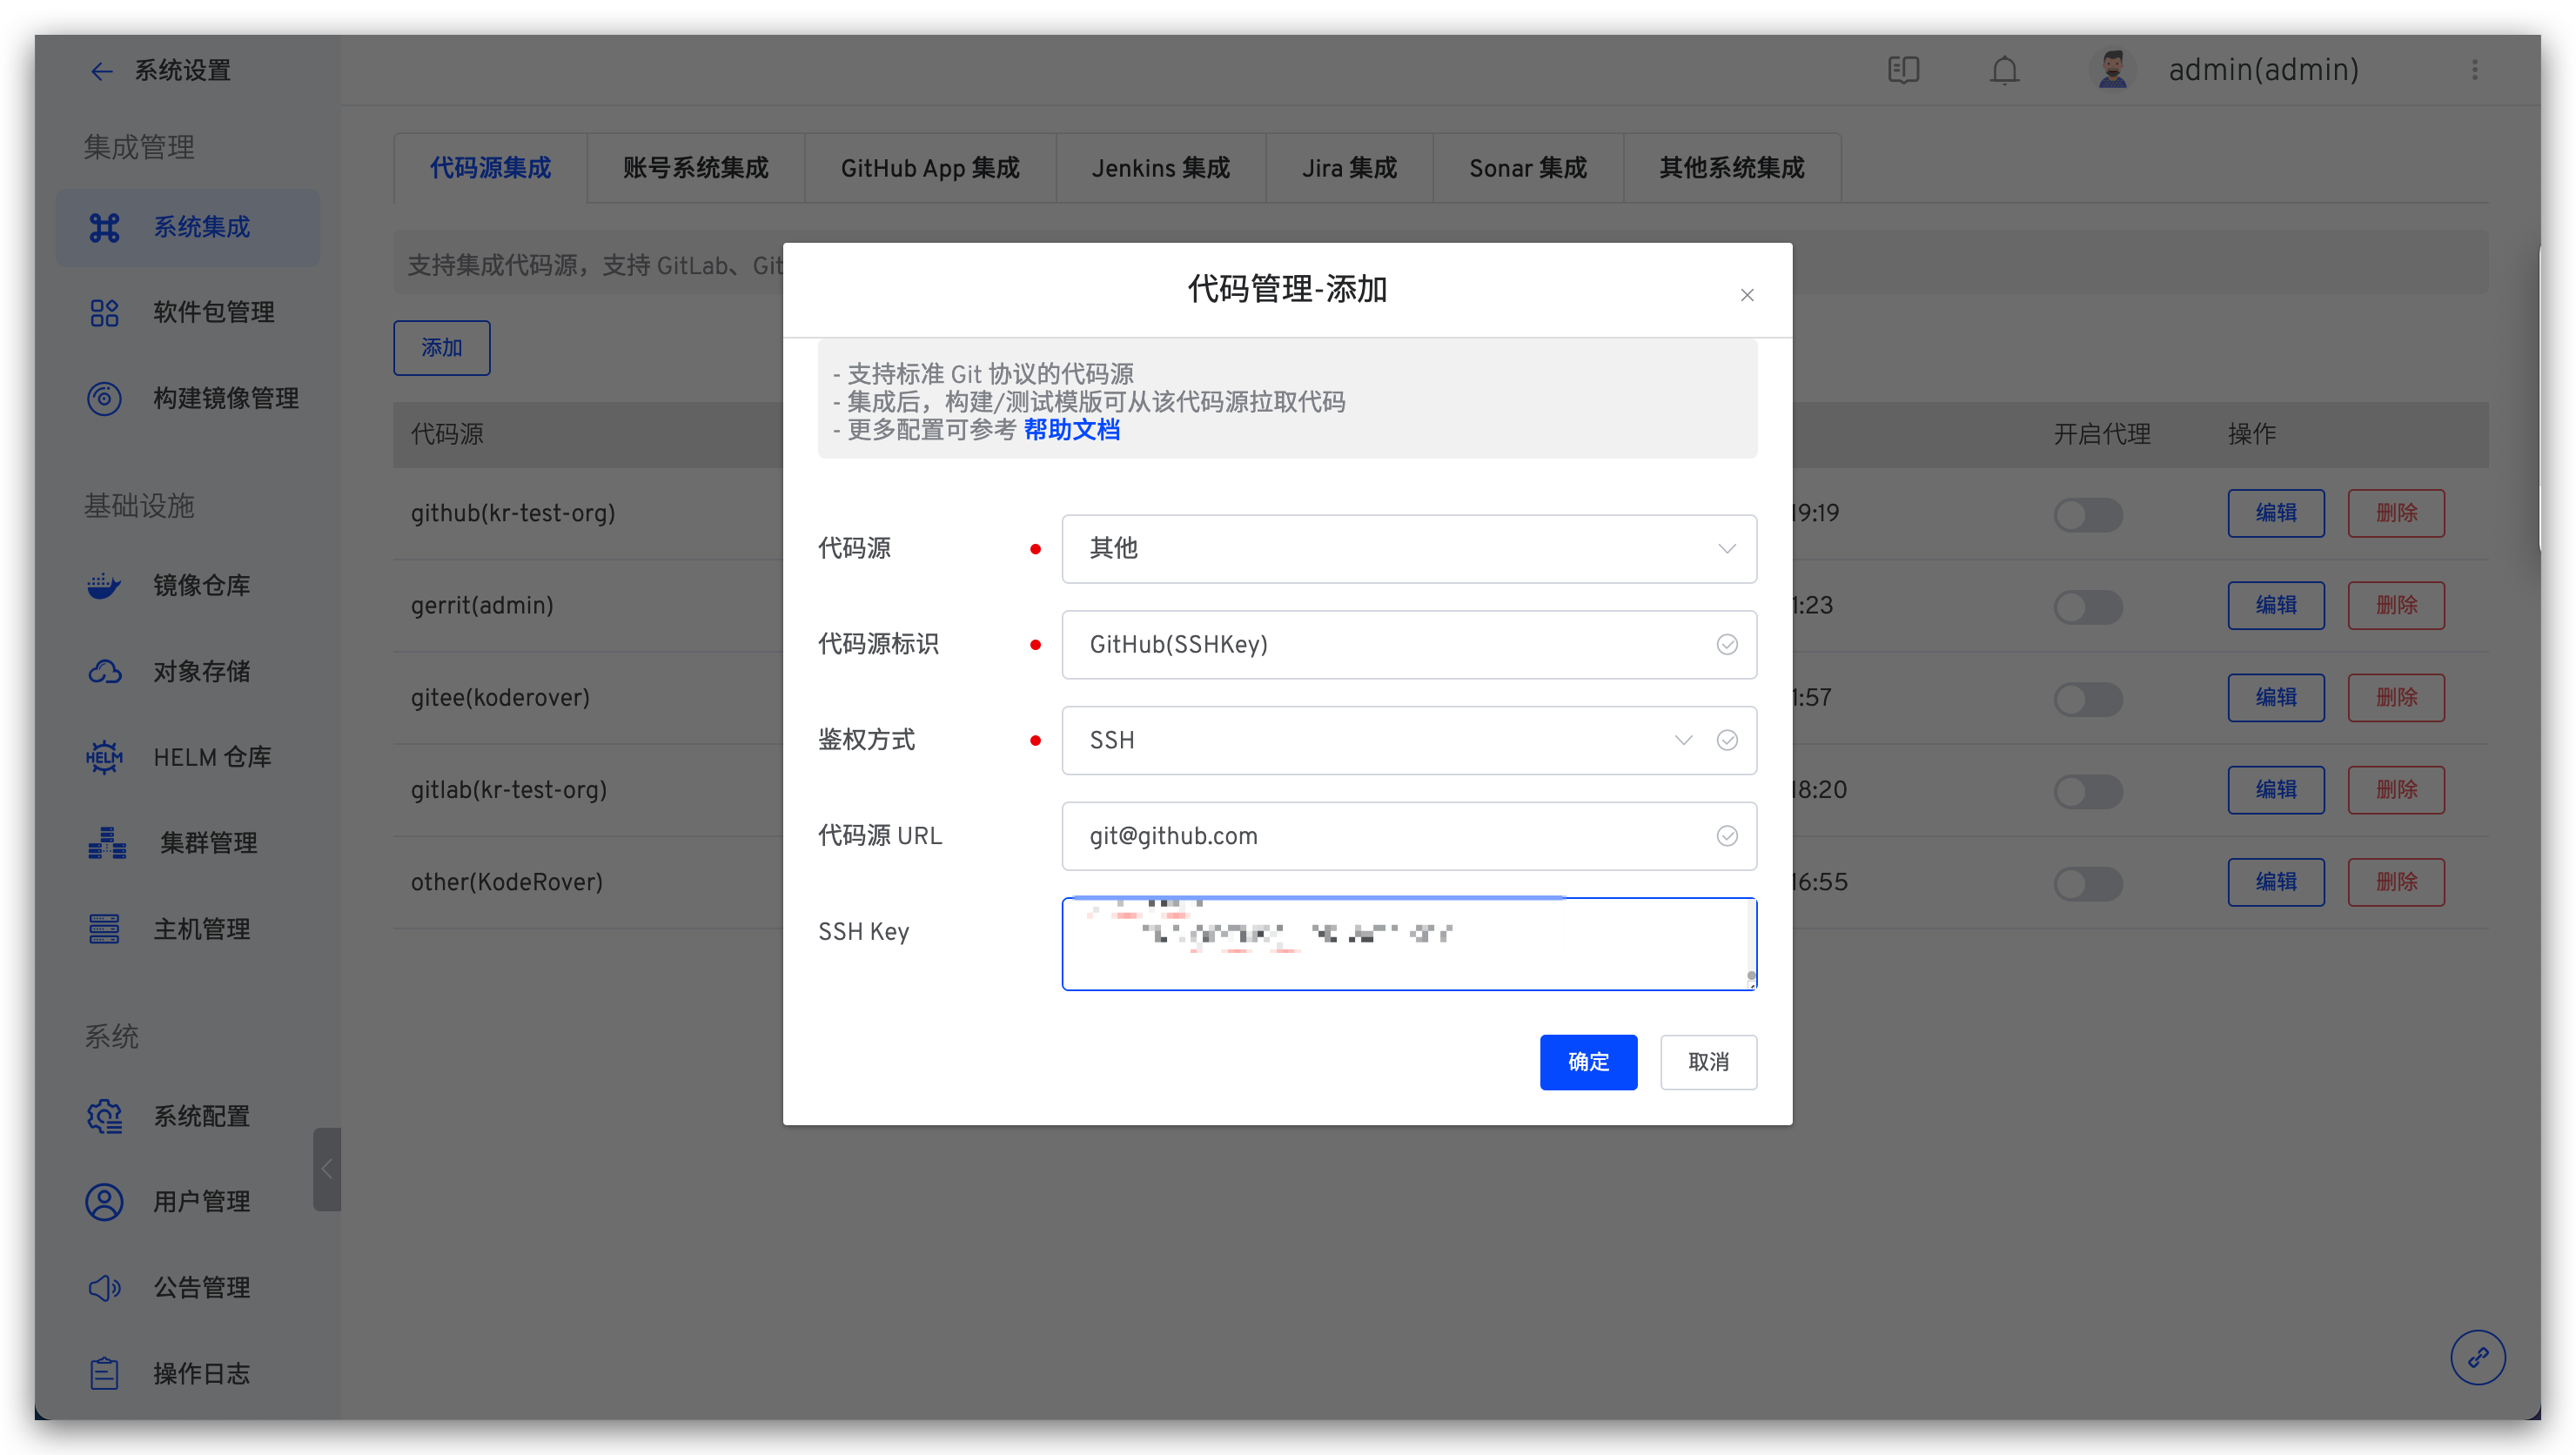 系统设置
admin(admin)
集成管理
系统集成
软件包管理
构建镜像管理
基础设施
镜像仓库
对象存储
HELM
HELM 仓库
集群管理
主机管理
系统
系统配置
用户管理
公告管理
操作日志
代码源集成
账号系统集成
GitHub App 集成
Jenkins 集成
Jira 集成
Sonar 集成
其他系统集成
支持集成代码源，支持 GitLab、Git
添加
代码源
开启代理
操作
github(kr-test-org)
19:19
编辑
删除
gerrit(admin)
1:23
编辑
删除
gitee(koderover)
1:57
编辑
删除
gitlab(kr-test-org)
18:20
编辑
删除
other(KodeRover)
16:55
编辑
删除
代码管理-添加
- 支持标准 Git 协议的代码源
- 集成后，构建/测试模版可从该代码源拉取代码
- 更多配置可参考 帮助文档
代码源
其他
代码源标识
GitHub(SSHKey)
鉴权方式
SSH
代码源 URL
git@github.com
SSH Key
确定
取消